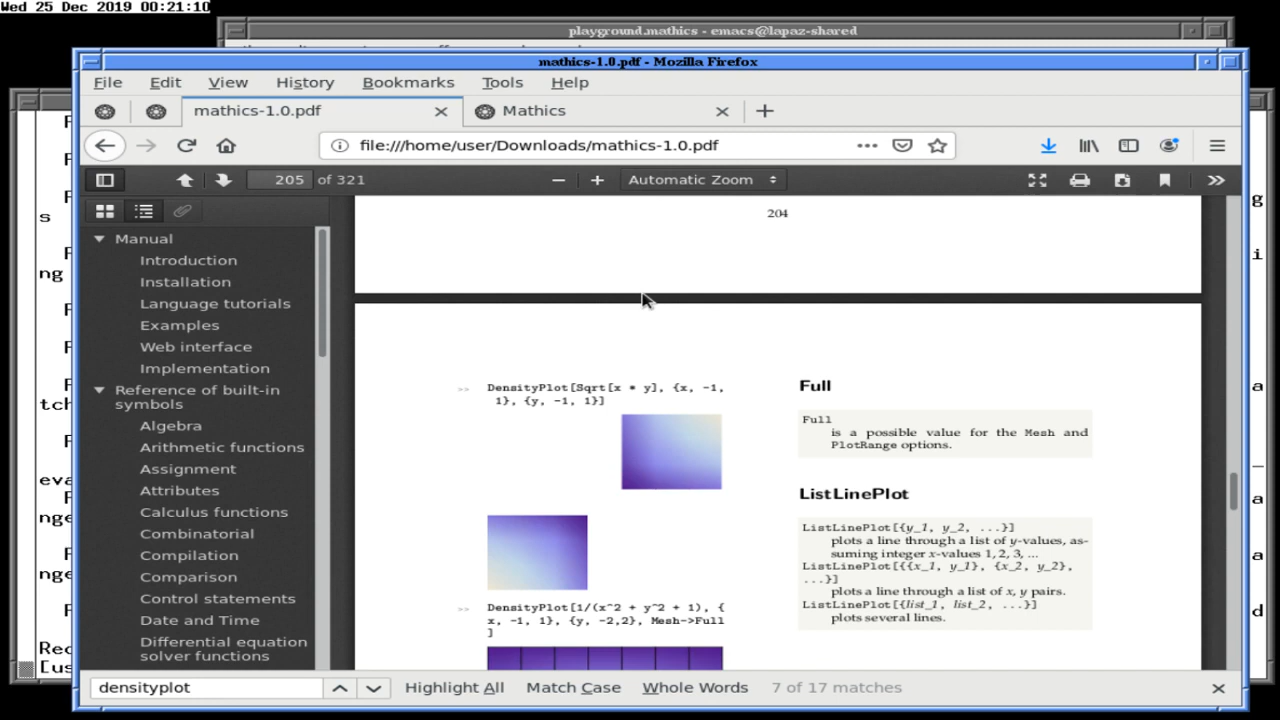 Wed 25 Dec 2019 00:21:10
playground.mathics - emacs@lapaz-shared
mathics-1.0.pdf - Mozilla Firefox
File Edit View History Bookmarks Tools Help
mathics-1.0.pdf
Mathics
file:///home/user/Downloads/mathics-1.0.pdf
205 of 321
Automatic Zoom
Manual
Introduction
Installation
Language tutorials
Examples
Web interface
Implementation
Reference of built-in
symbols
Algebra
Arithmetic functions
Assignment
Attributes
Calculus functions
Combinatorial
Compilation
Comparison
Control statements
Date and Time
Differential equation
solver functions
204
>> DensityPlot[Sqrt[x * y], {x, -1,
1}, {y, -1, 1}]
>> DensityPlot[1/(x^2 + y^2 + 1), {
x, -1, 1}, {y, -2,2}, Mesh->Full
]
Full
Full
is a possible value for the Mesh and
PlotRange options.
ListLinePlot
ListLinePlot[{y_1, y_2, ...}]
plots a line through a list of y-values, as-
suming integer x-values 1, 2, 3, ...
ListLinePlot[{{x_1, y_1}, {x_2, y_2},
...}]
plots a line through a list of x, y pairs.
ListLinePlot[{list_1, list_2, ...}]
plots several lines.
densityplot
Highlight All Match Case Whole Words 7 of 17 matches